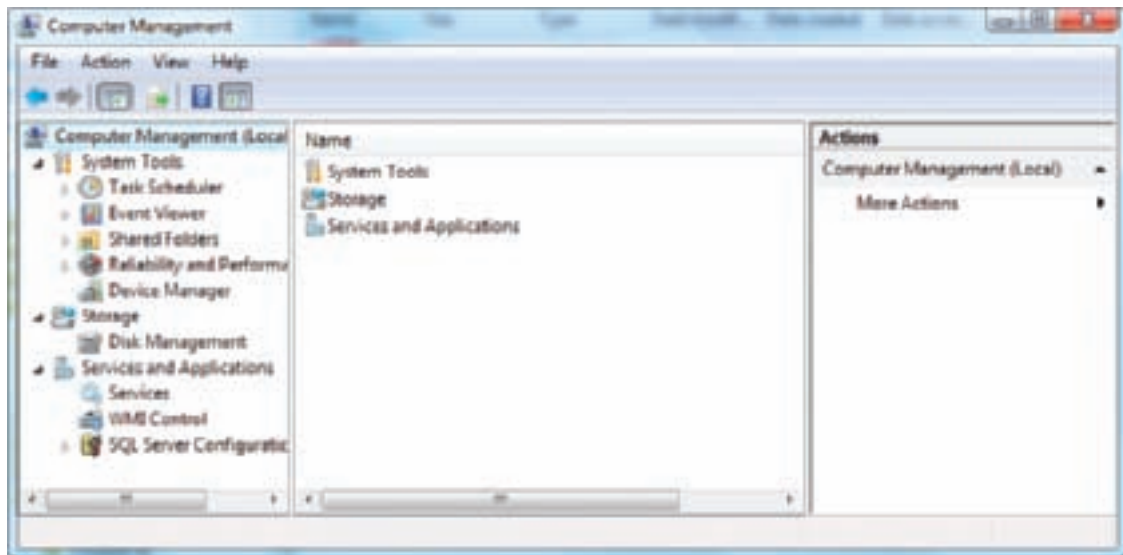 Computer Management
File Action View Help
Computer Management (Local
System Tools
Task Scheduler
Event Viewer
Shared Folders
Reliability and Performa
Device Manager
Storage
Disk Management
Services and Applications
Services
WMI Control
SQL Server Configuratic
Name
System Tools
Storage
Services and Applications
Actions
Computer Management (Local)
More Actions